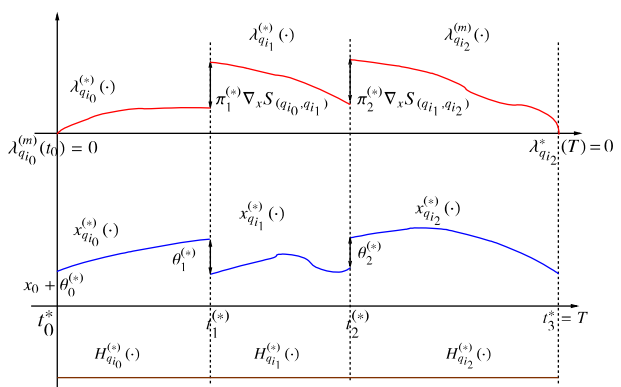 λ_{q_{i_1}}^{(*)}(·) λ_{q_{i_2}}^{(m)}(·)
λ_{q_{i_0}}^{(*)}(·)
π_1^{(*)}∇_x S_{(q_{i_0},q_{i_1})} π_2^{(*)}∇_x S_{(q_{i_1},q_{i_2})}
λ_{q_{i_0}}^{(m)}(t_0) = 0 λ_{q_{i_2}}^{*}(T) = 0
x_{q_{i_0}}^{(*)}(·) x_{q_{i_1}}^{(*)}(·) x_{q_{i_2}}^{(*)}(·)
θ_1^{(*)} θ_2^{(*)}
x_0 + θ_0^{(*)}
t_0^* t_1^{(*)} t_2^{(*)} t_3^* = T
H_{q_{i_0}}^{(*)}(·) H_{q_{i_1}}^{(*)}(·) H_{q_{i_2}}^{(*)}(·)